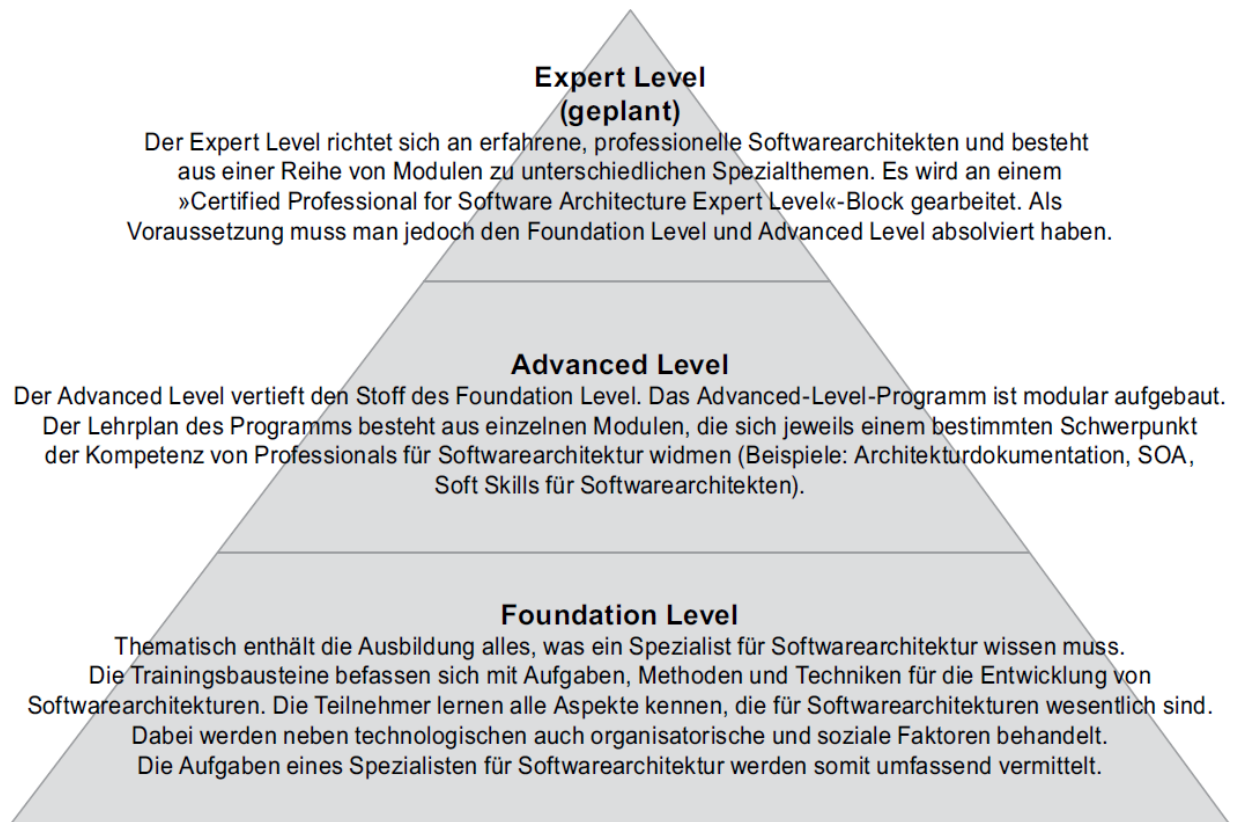 Expert Level
(geplant)
Der Expert Level richtet sich an erfahrene, professionelle Softwarearchitekten und besteht
aus einer Reihe von Modulen zu unterschiedlichen Spezialthemen. Es wird an einem
»Certified Professional for Software Architecture Expert Level«-Block gearbeitet. Als
Voraussetzung muss man jedoch den Foundation Level und Advanced Level absolviert haben.
Advanced Level
Der Advanced Level vertieft den Stoff des Foundation Level. Das Advanced-Level-Programm ist modular aufgebaut.
Der Lehrplan des Programms besteht aus einzelnen Modulen, die sich jeweils einem bestimmten Schwerpunkt
der Kompetenz von Professionals für Softwarearchitektur widmen (Beispiele: Architekturdokumentation, SOA,
Soft Skills für Softwarearchitekten).
Foundation Level
Thematisch enthält die Ausbildung alles, was ein Spezialist für Softwarearchitektur wissen muss.
Die Trainingsbausteine befassen sich mit Aufgaben, Methoden und Techniken für die Entwicklung von
Softwarearchitekturen. Die Teilnehmer lernen alle Aspekte kennen, die für Softwarearchitekturen wesentlich sind.
Dabei werden neben technologischen auch organisatorische und soziale Faktoren behandelt.
Die Aufgaben eines Spezialisten für Softwarearchitektur werden somit umfassend vermittelt.